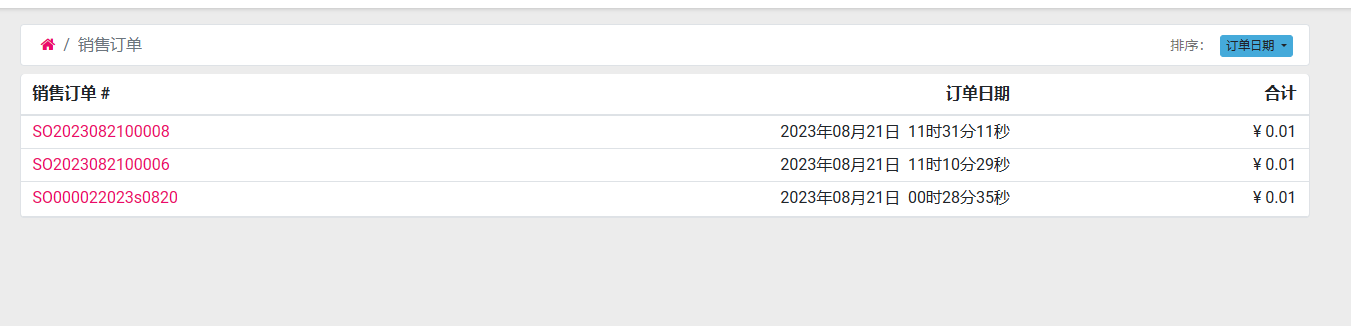 / 销售订单 排序： 订单日期
销售订单 # 订单日期 合计
SO2023082100008 2023年08月21日 11时31分11秒 ¥ 0.01
SO2023082100006 2023年08月21日 11时10分29秒 ¥ 0.01
SO000022023s0820 2023年08月21日 00时28分35秒 ¥ 0.01